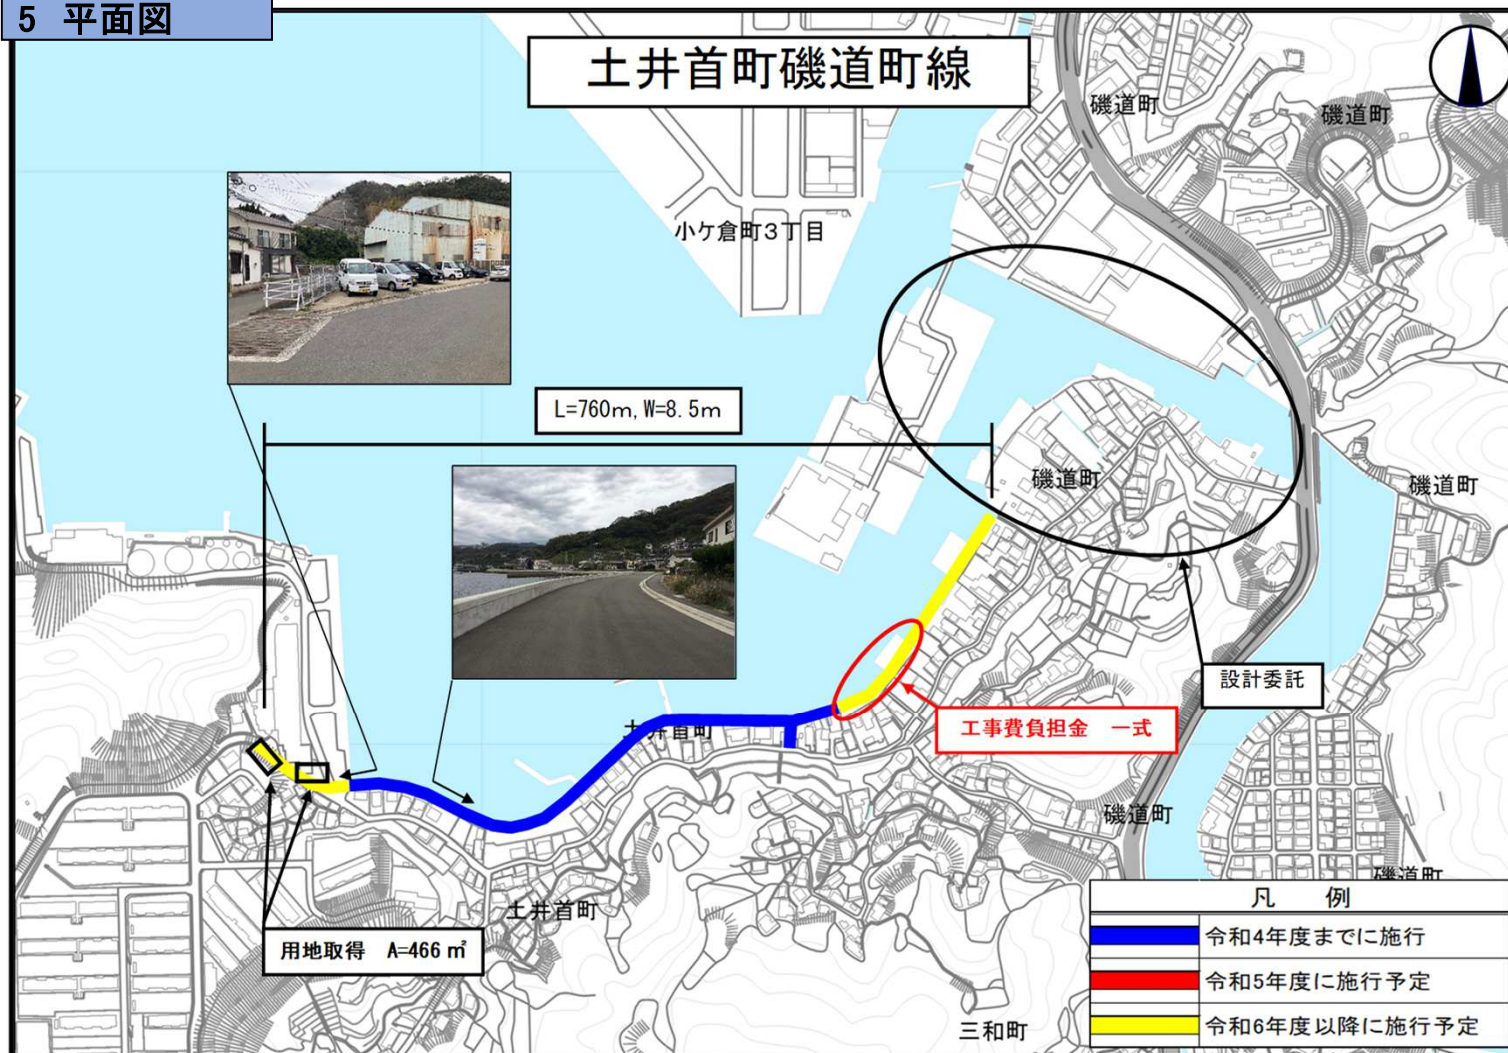 5 平面図
土井首町磯道町線
磯道町
磯道町
小ケ倉町3丁目
L=760m, W=8.5m
磯道町
磯道町
設計委託
土井首町
工事費負担金 一式
磯道町
磯道町
土井首町
用地取得 A=466㎡
三和町
凡 例
令和4年度までに施行
令和5年度に施行予定
令和6年度以降に施行予定